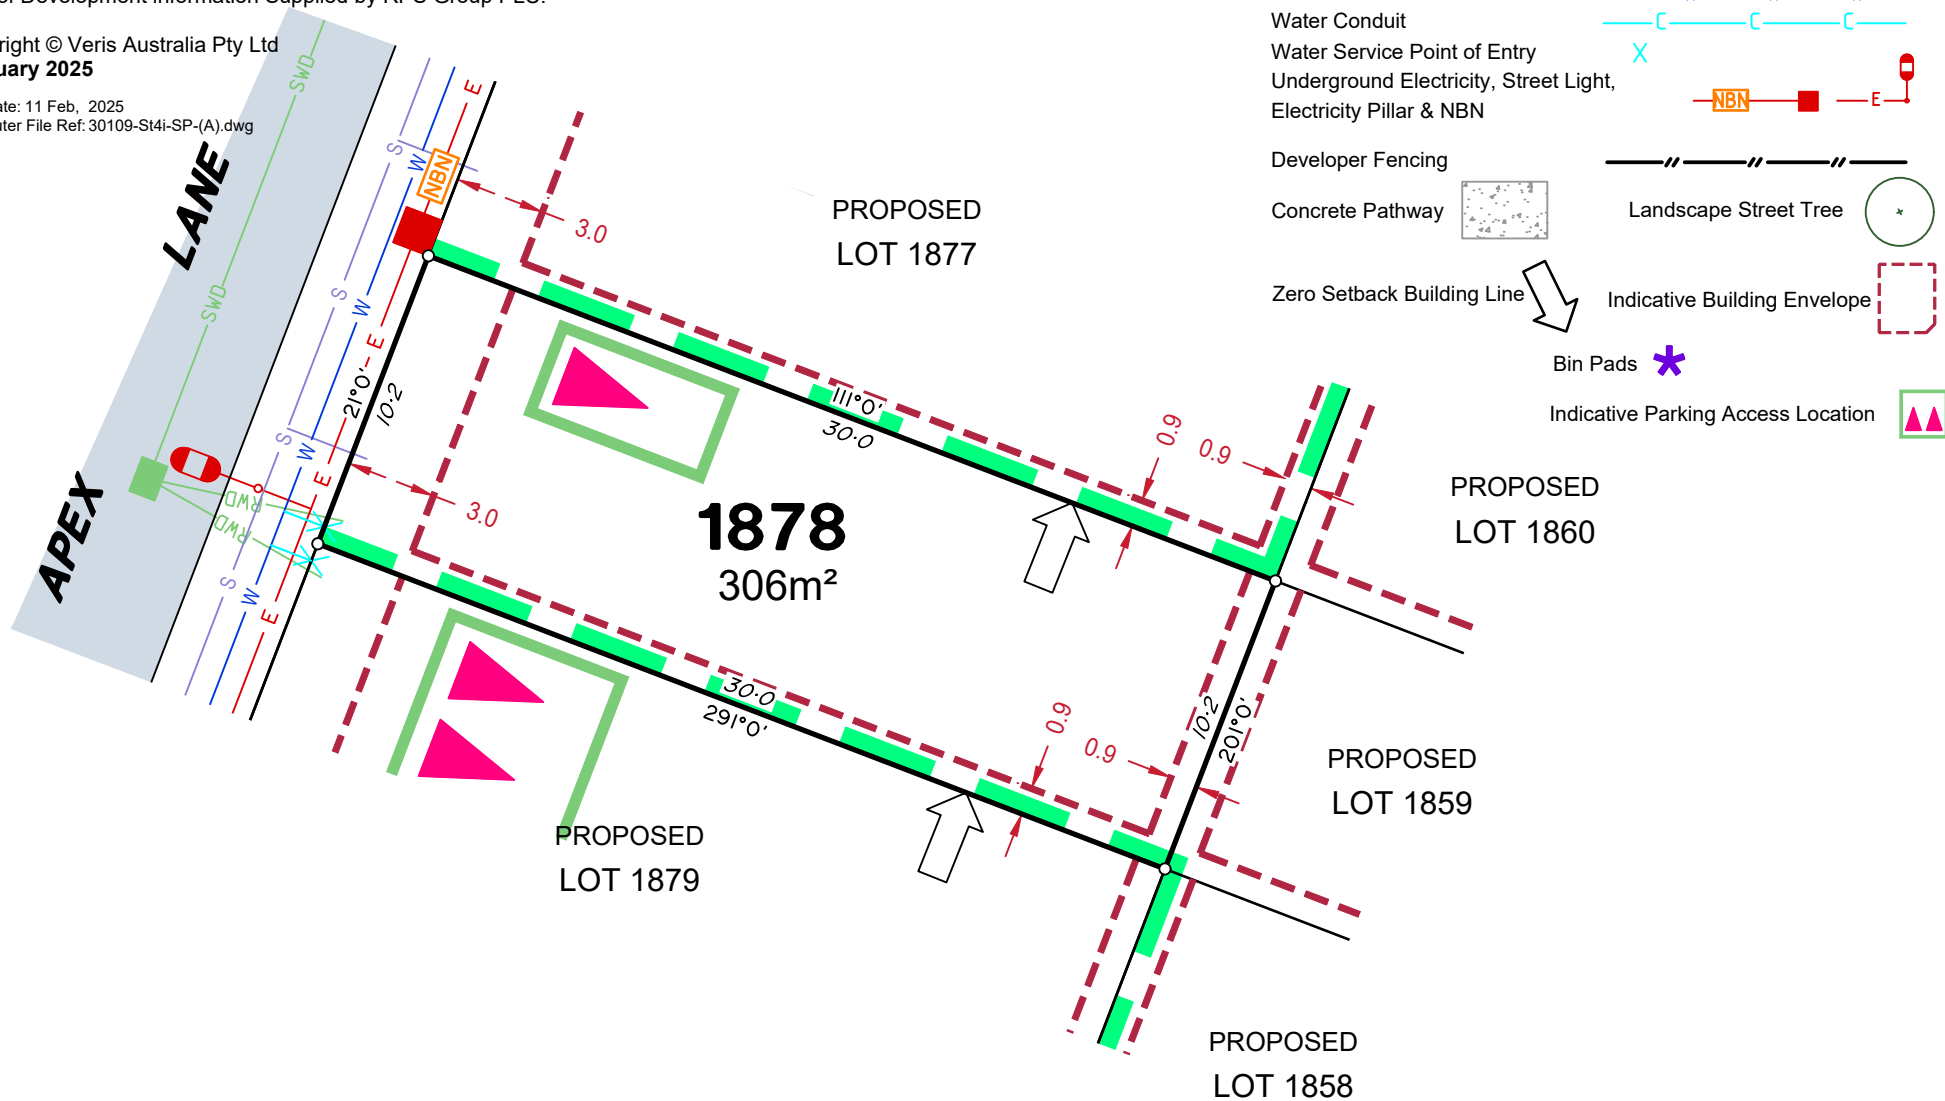 right © Veris Australia Pty Ltd
uary 2025
ate: 11 Feb, 2025
uter File Ref: 30109-St4i-SP-(A).dwg
Water Conduit
C C C
Water Service Point of Entry
Underground Electricity, Street Light,
Electricity Pillar & NBN
NBN
E
Developer Fencing
Concrete Pathway
Landscape Street Tree
Zero Setback Building Line
Indicative Building Envelope
Bin Pads
Indicative Parking Access Location
APEX LANE
SWD
SWD
S
W
E
NBN
3.0
PROPOSED
LOT 1877
S
W
E
21°0'
10·2
111°0'
30·0
0.9
0.9
S
W
E
RWD
RWD
3.0
1878
306m²
PROPOSED
LOT 1860
S
W
E
30·0
291°0'
0.9
0.9
10·2
201°0'
PROPOSED
LOT 1859
PROPOSED
LOT 1879
PROPOSED
LOT 1858